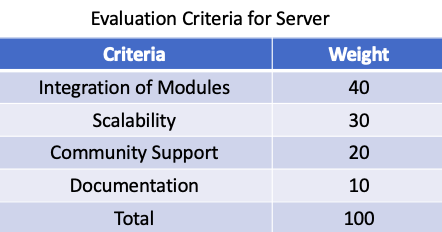 Evaluation Criteria for Server
Criteria Weight
Integration of Modules 40
Scalability 30
Community Support 20
Documentation 10
Total 100